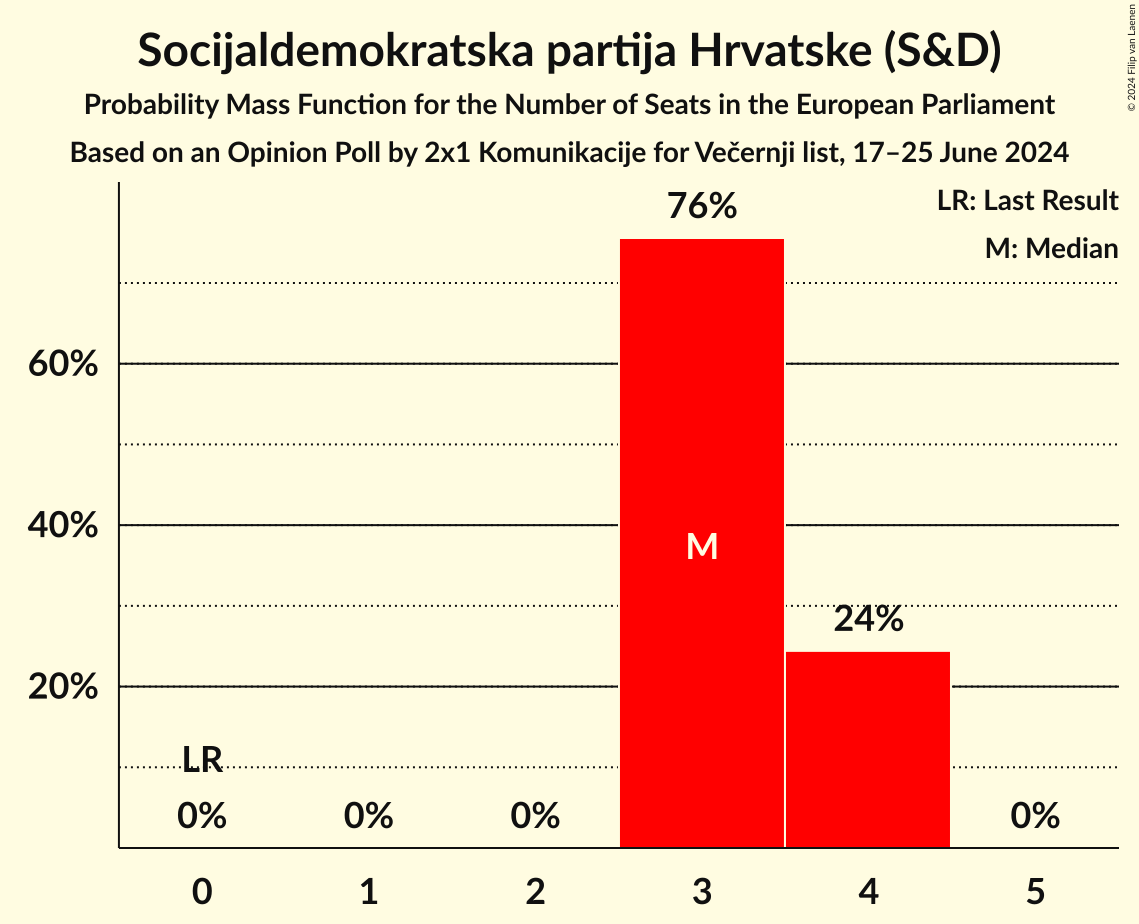 Socijaldemokratska partija Hrvatske (S&D)
Probability Mass Function for the Number of Seats in the European Parliament
Based on an Opinion Poll by 2x1 Komunikacije for Večernji list, 17–25 June 2024
© 2024 Filip van Laenen
LR: Last Result
M: Median
76%
60%
40%
M
24%
20%
LR
0% 0% 0% 0%
0 1 2 3 4 5